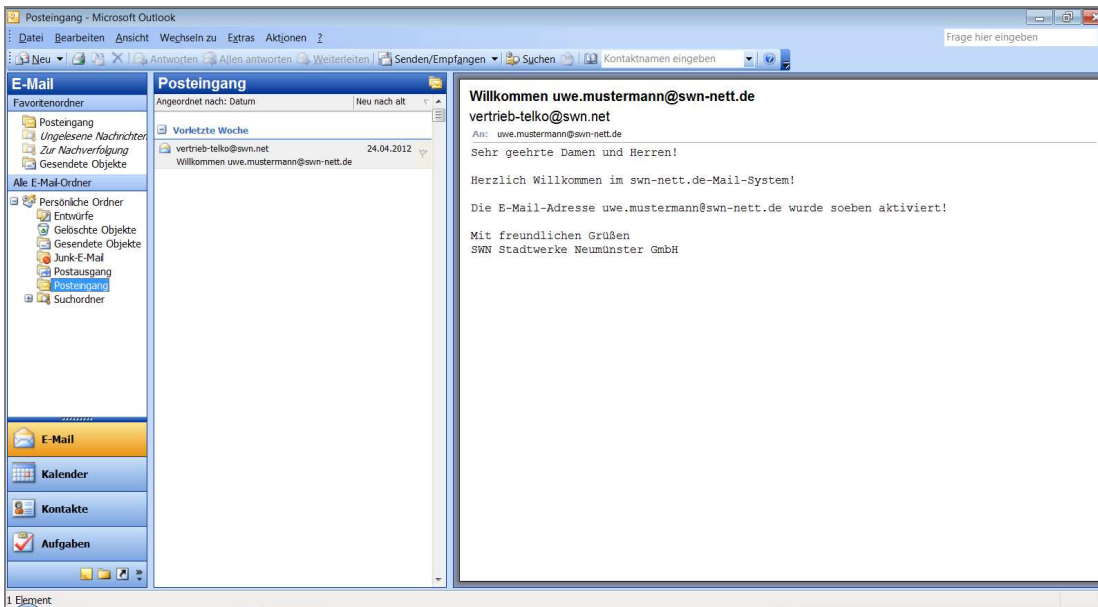 Posteingang - Microsoft Outlook
Datei Bearbeiten Ansicht Wechseln zu Extras Aktionen ?
Frage hier eingeben
Neu Antworten Allen antworten Weiterleiten Senden/Empfangen Suchen Kontaktnamen eingeben
E-Mail
Favoritenordner
Posteingang
Ungelesene Nachrichten
Zur Nachverfolgung
Gesendete Objekte
Alle E-Mail-Ordner
Persönliche Ordner
Entwürfe
Gelöschte Objekte
Gesendete Objekte
Junk-E-Mail
Postausgang
Posteingang
Suchordner
E-Mail
Kalender
Kontakte
Aufgaben
Posteingang
Angeordnet nach: Datum Neu nach alt
Vorletzte Woche
vertrieb-telko@swn.net 24.04.2012
Willkommen uwe.mustermann@swn-nett.de
Willkommen uwe.mustermann@swn-nett.de
vertrieb-telko@swn.net
An: uwe.mustermann@swn-nett.de
Sehr geehrte Damen und Herren!
Herzlich Willkommen im swn-nett.de-Mail-System!
Die E-Mail-Adresse uwe.mustermann@swn-nett.de wurde soeben aktiviert!
Mit freundlichen Grüßen
SWN Stadtwerke Neumünster GmbH
1 Element